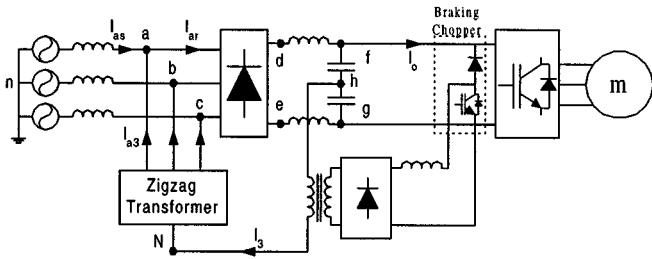 Braking
Chopper
I_as
a
I_ar
d
f
I_o
n
b
h
m
c
e
g
I_a3
Zigzag
Transformer
N
I_3